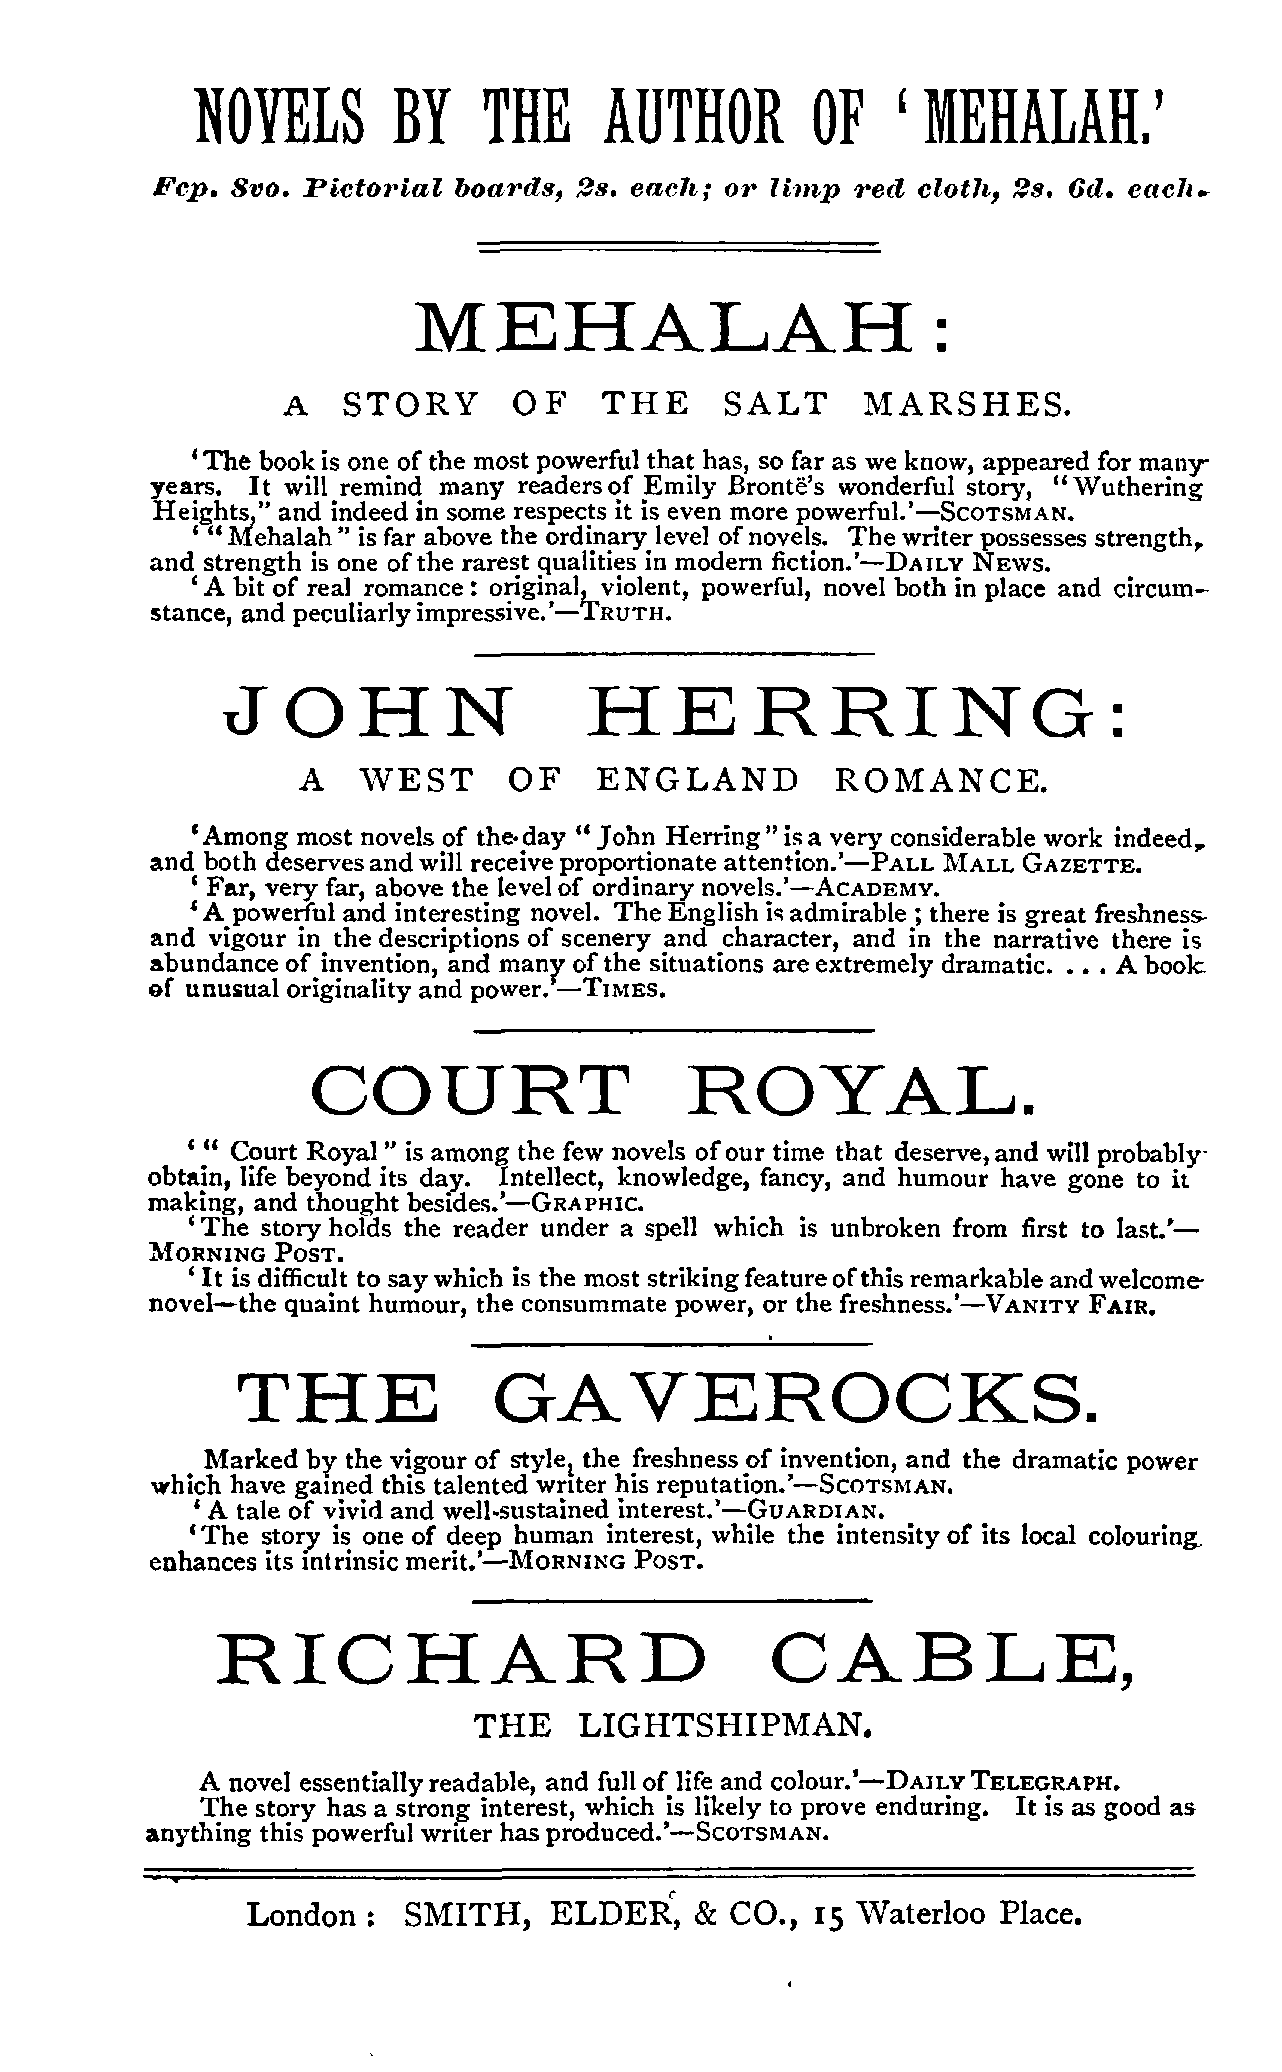 NOVELS BY THE AUTHOR OF ‘MEHALAH.’
Fcp. 8vo. Pictorial boards, 2s. each; or limp red cloth, 2s. 6d. each.
MEHALAH:
A STORY OF THE SALT MARSHES.
‘The book is one of the most powerful that has, so far as we know, appeared for many
years. It will remind many readers of Emily Brontë’s wonderful story, “Wuthering
Heights,” and indeed in some respects it is even more powerful.’—SCOTSMAN.
‘“Mehalah” is far above the ordinary level of novels. The writer possesses strength,
and strength is one of the rarest qualities in modern fiction.’—DAILY NEWS.
‘A bit of real romance: original, violent, powerful, novel both in place and circum-
stance, and peculiarly impressive.’—TRUTH.
JOHN HERRING:
A WEST OF ENGLAND ROMANCE.
‘Among most novels of the day “John Herring” is a very considerable work indeed,
and both deserves and will receive proportionate attention.’—PALL MALL GAZETTE.
‘Far, very far, above the level of ordinary novels.’—ACADEMY.
‘A powerful and interesting novel. The English is admirable; there is great freshness
and vigour in the descriptions of scenery and character, and in the narrative there is
abundance of invention, and many of the situations are extremely dramatic. . . . A book
of unusual originality and power.’—TIMES.
COURT ROYAL.
‘“Court Royal” is among the few novels of our time that deserve, and will probably
obtain, life beyond its day. Intellect, knowledge, fancy, and humour have gone to it
making, and thought besides.’—GRAPHIC.
‘The story holds the reader under a spell which is unbroken from first to last.’—
MORNING POST.
‘It is difficult to say which is the most striking feature of this remarkable and welcome
novel—the quaint humour, the consummate power, or the freshness.’—VANITY FAIR.
THE GAVEROCKS.
Marked by the vigour of style, the freshness of invention, and the dramatic power
which have gained this talented writer his reputation.’—SCOTSMAN.
‘A tale of vivid and well-sustained interest.’—GUARDIAN.
‘The story is one of deep human interest, while the intensity of its local colouring
enhances its intrinsic merit.’—MORNING POST.
RICHARD CABLE,
THE LIGHTSHIPMAN.
A novel essentially readable, and full of life and colour.’—DAILY TELEGRAPH.
The story has a strong interest, which is likely to prove enduring. It is as good as
anything this powerful writer has produced.’—SCOTSMAN.
London: SMITH, ELDER, & CO., 15 Waterloo Place.